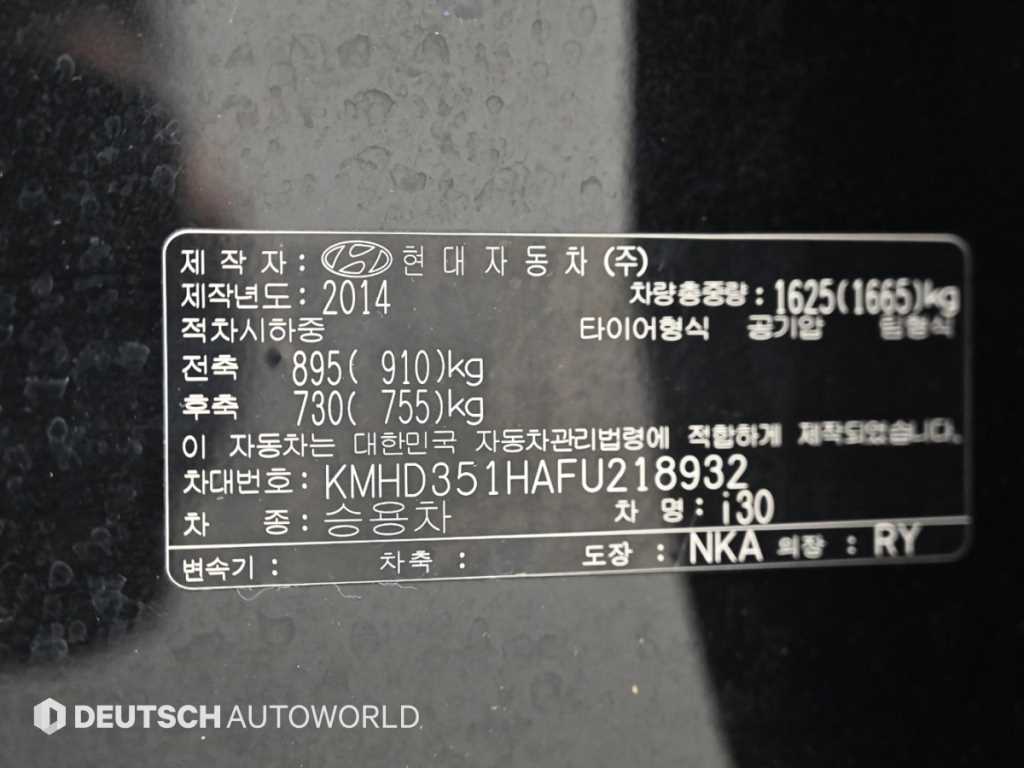 제 작 자 : 현 대 자 동 차 (주)
제작년도 : 2014 차량총중량 : 1625(1665)kg
적차시하중 타이어형식 공기압 림형식
전축 895( 910)kg
후축 730( 755)kg
이 자동차는 대한민국 자동차관리법령에 적합하게 제작되었습니다.
차대번호 : KMHD351HAFU218932
차 종 : 승용차 차 명 : i30
변속기 : 차축 : 도장 : NKA 의장 : RY
DEUTSCH AUTOWORLD